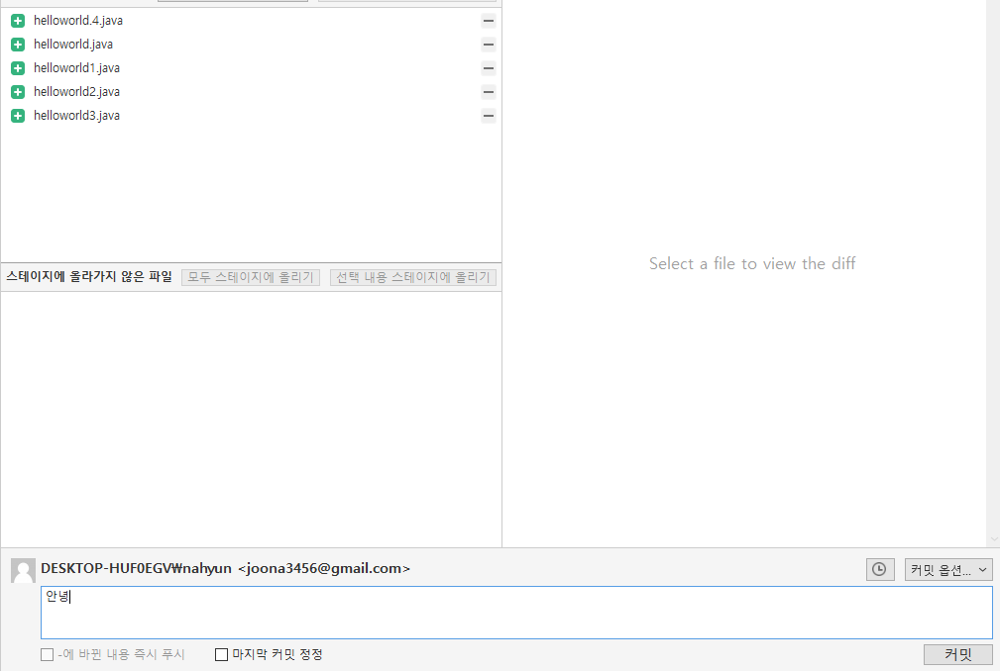 helloworld.4.java
helloworld.java
helloworld1.java
helloworld2.java
helloworld3.java
스테이지에 올라가지 않은 파일 모두 스테이지에 올리기 선택 내용 스테이지에 올리기
Select a file to view the diff
DESKTOP-HUF0EGV₩nahyun <joona3456@gmail.com>
커밋 옵션...
안녕
-에 바뀐 내용 즉시 푸시 마지막 커밋 정정
커밋